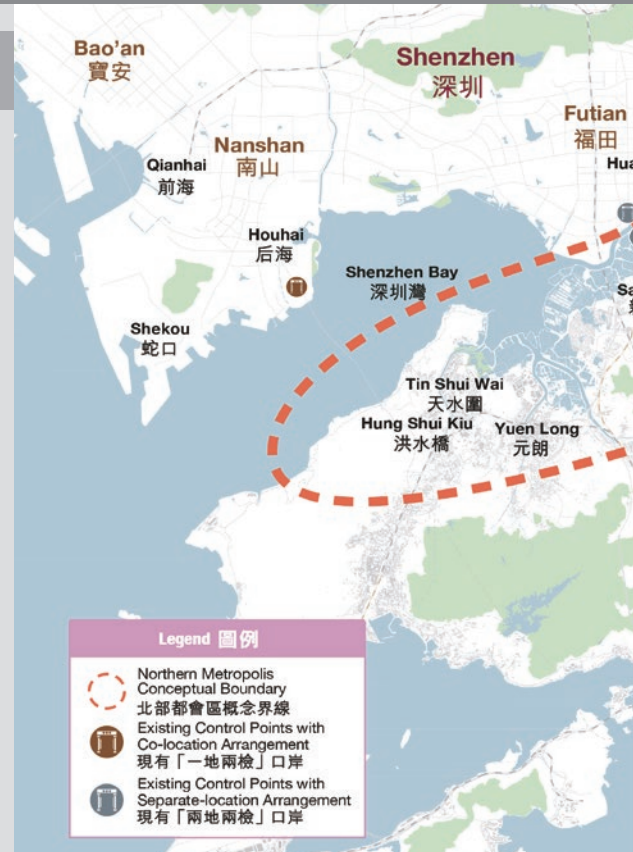 Bao'an
寶安
Shenzhen
深圳
Futian
福田
Nanshan
南山
Qianhai
前海
Houhai
后海
Shenzhen Bay
深圳灣
Shekou
蛇口
Tin Shui Wai
天水圍
Hung Shui Kiu
洪水橋
Yuen Long
元朗
Legend 圖例
Northern Metropolis
Conceptual Boundary
北部都會區概念界線
Existing Control Points with
Co-location Arrangement
現有「一地兩檢」口岸
Existing Control Points with
Separate-location Arrangement
現有「兩地兩檢」口岸